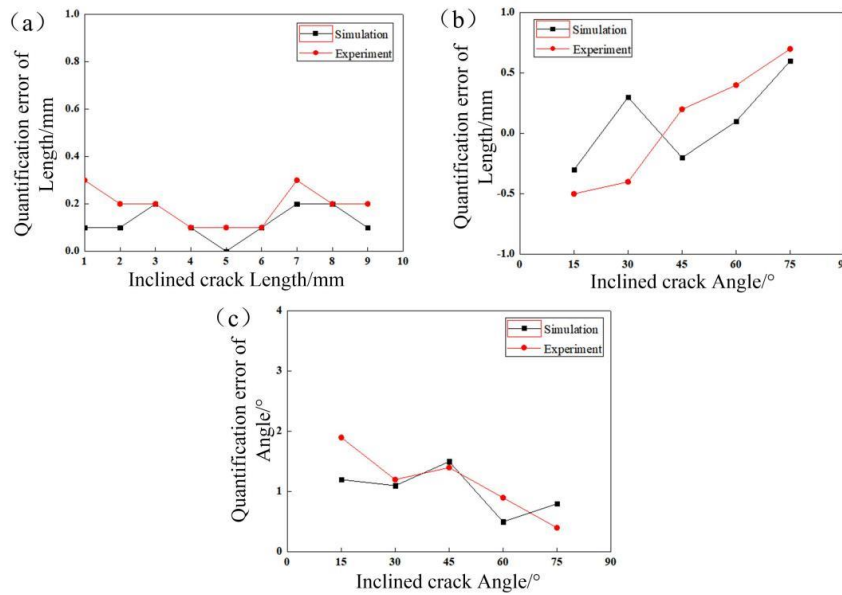 (a)
Quantification error of
Length/mm
1.0
0.8
0.6
0.4
0.2
0.0
Simulation
Experiment
1 2 3 4 5 6 7 8 9 10
Inclined crack Length/mm
(b)
Quantification error of
Length/mm
1.0
0.5
0.0
-0.5
-1.0
Simulation
Experiment
0 15 30 45 60 75 90
Inclined crack Angle/°
(c)
Quantification error of
Angle/°
4
3
2
1
0
Simulation
Experiment
0 15 30 45 60 75 90
Inclined crack Angle/°